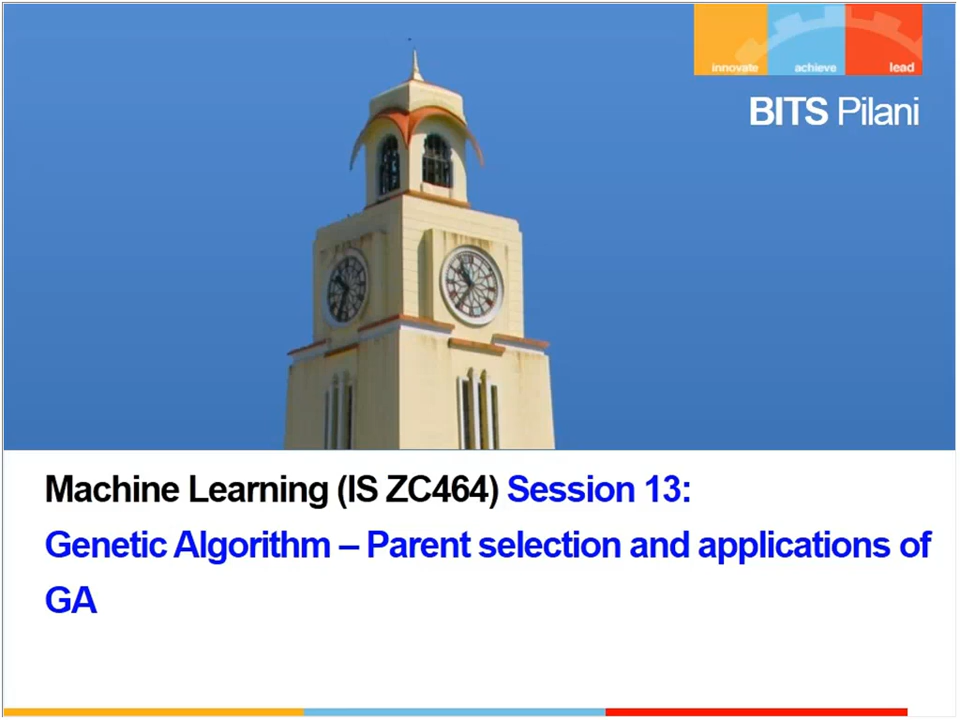 innovate achieve lead
BITS Pilani
Machine Learning (IS ZC464) Session 13:
Genetic Algorithm – Parent selection and applications of
GA